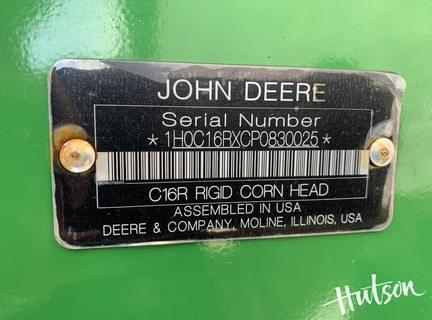 JOHN DEERE
Serial Number
*1H0C16RXCP0830025*
C16R RIGID CORN HEAD
ASSEMBLED IN USA
DEERE & COMPANY, MOLINE, ILLINOIS, USA
Hutson